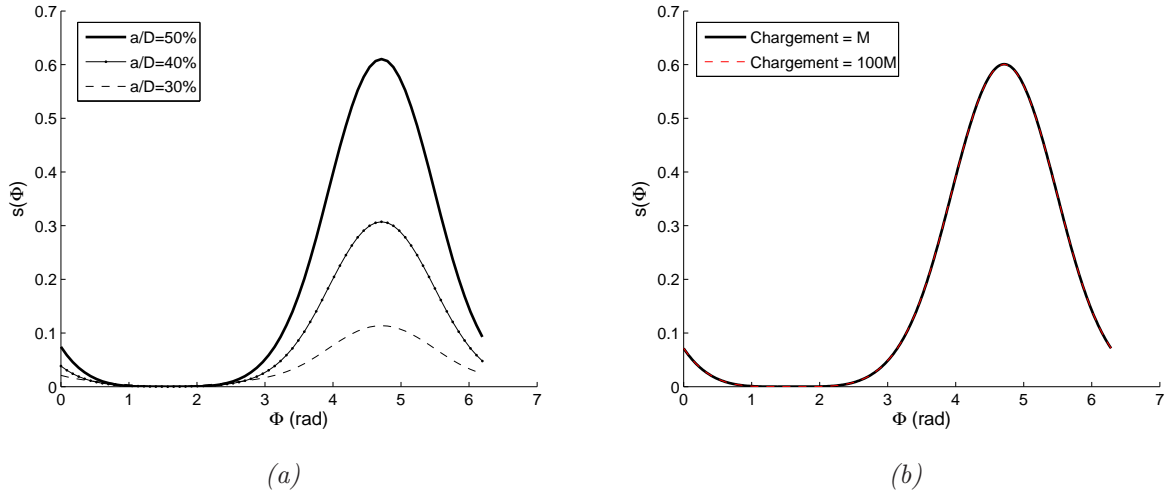 0.7
0.6
0.5
0.4
0.3
0.2
0.1
0
s(Φ)
a/D=50%
a/D=40%
a/D=30%
0 1 2 3 4 5 6 7
Φ (rad)
(a)
0.7
0.6
0.5
0.4
0.3
0.2
0.1
0
s(Φ)
Chargement = M
Chargement = 100M
0 1 2 3 4 5 6 7
Φ (rad)
(b)